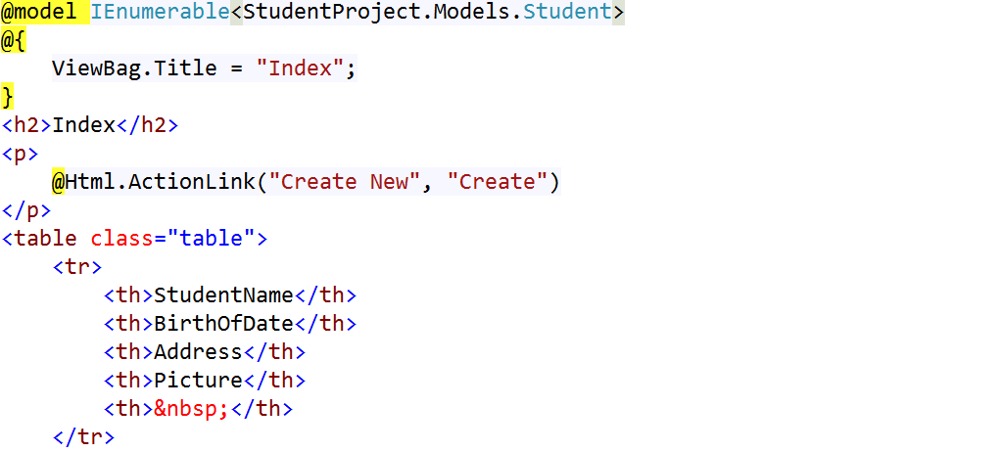 @model IEnumerable<StudentProject.Models.Student>
@{
    ViewBag.Title = "Index";
}
<h2>Index</h2>
<p>
    @Html.ActionLink("Create New", "Create")
</p>
<table class="table">
    <tr>
        <th>StudentName</th>
        <th>BirthOfDate</th>
        <th>Address</th>
        <th>Picture</th>
        <th>&nbsp;</th>
    </tr>